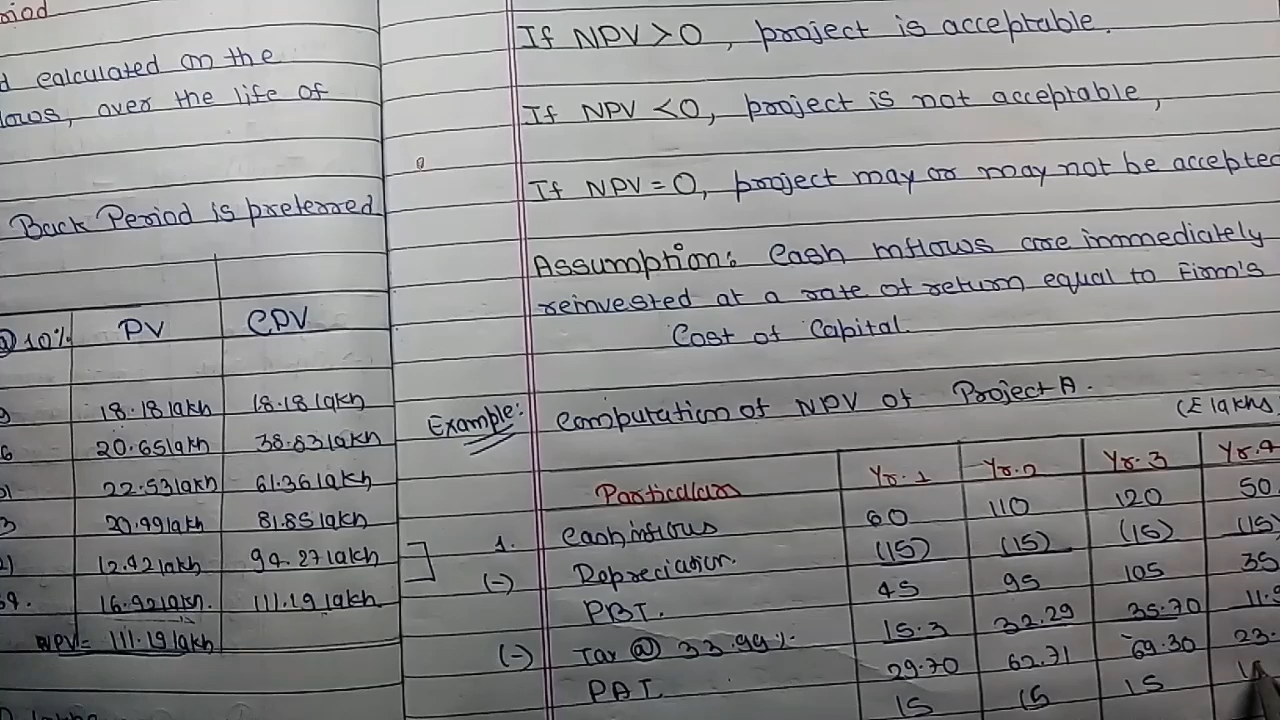 riod
d calculated on the
lows, over the life of
Back Period is preferred
@10% PV CPV
18.18 lakh 18.18 lakh
20.65 lakh 38.83 lakh
22.53 lakh 61.36 lakh
20.49 lakh 81.85 lakh
12.42 lakh 94.27 lakh
16.92 lakh. 111.19 lakh
NPV = 111.19 lakh
If NPV > 0, project is acceptable.
If NPV < 0, project is not acceptable,
If NPV = 0, project may or may not be accepted
Assumption: Cash inflows are immediately
reinvested at a rate of return equal to Firm's
Cost of Capital
Example: Computation of NPV of Project A.
(₤ lakhs
Particulars Yr. 1 Yr. 2 Yr. 3 Yr. 4
1. Cash inflows 60 110 120 50
(-) Depreciation. (15) (15) (15) (15)
PBT. 45 95 105 35
(-) Tax @ 33.99% 15.3 32.29 35.70 11.9
PAT 29.70 62.71 69.30 23.
15 15 15